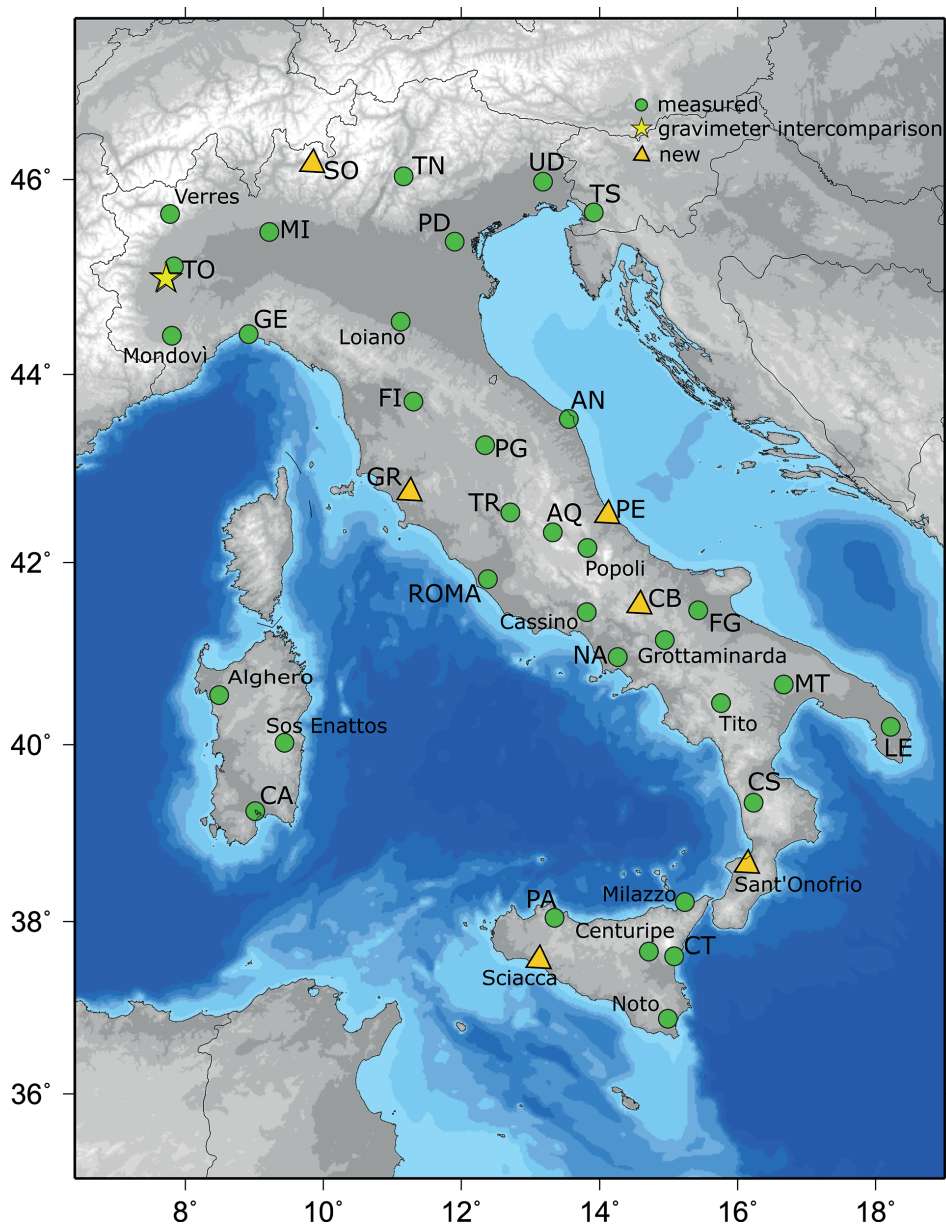 measured
gravimeter intercomparison
new
46°
SO
TN
UD
Verres
TS
MI
PD
TO
GE
Loiano
Mondovì
44°
FI
AN
PG
GR
TR
AQ
PE
42°
Popoli
ROMA
CB
Cassino
FG
NA
Grottaminarda
Alghero
MT
Sos Enattos
Tito
40°
LE
CA
CS
Sant'Onofrio
Milazzo
38°
PA
Centuripe
CT
Sciacca
Noto
36°
8° 10° 12° 14° 16° 18°